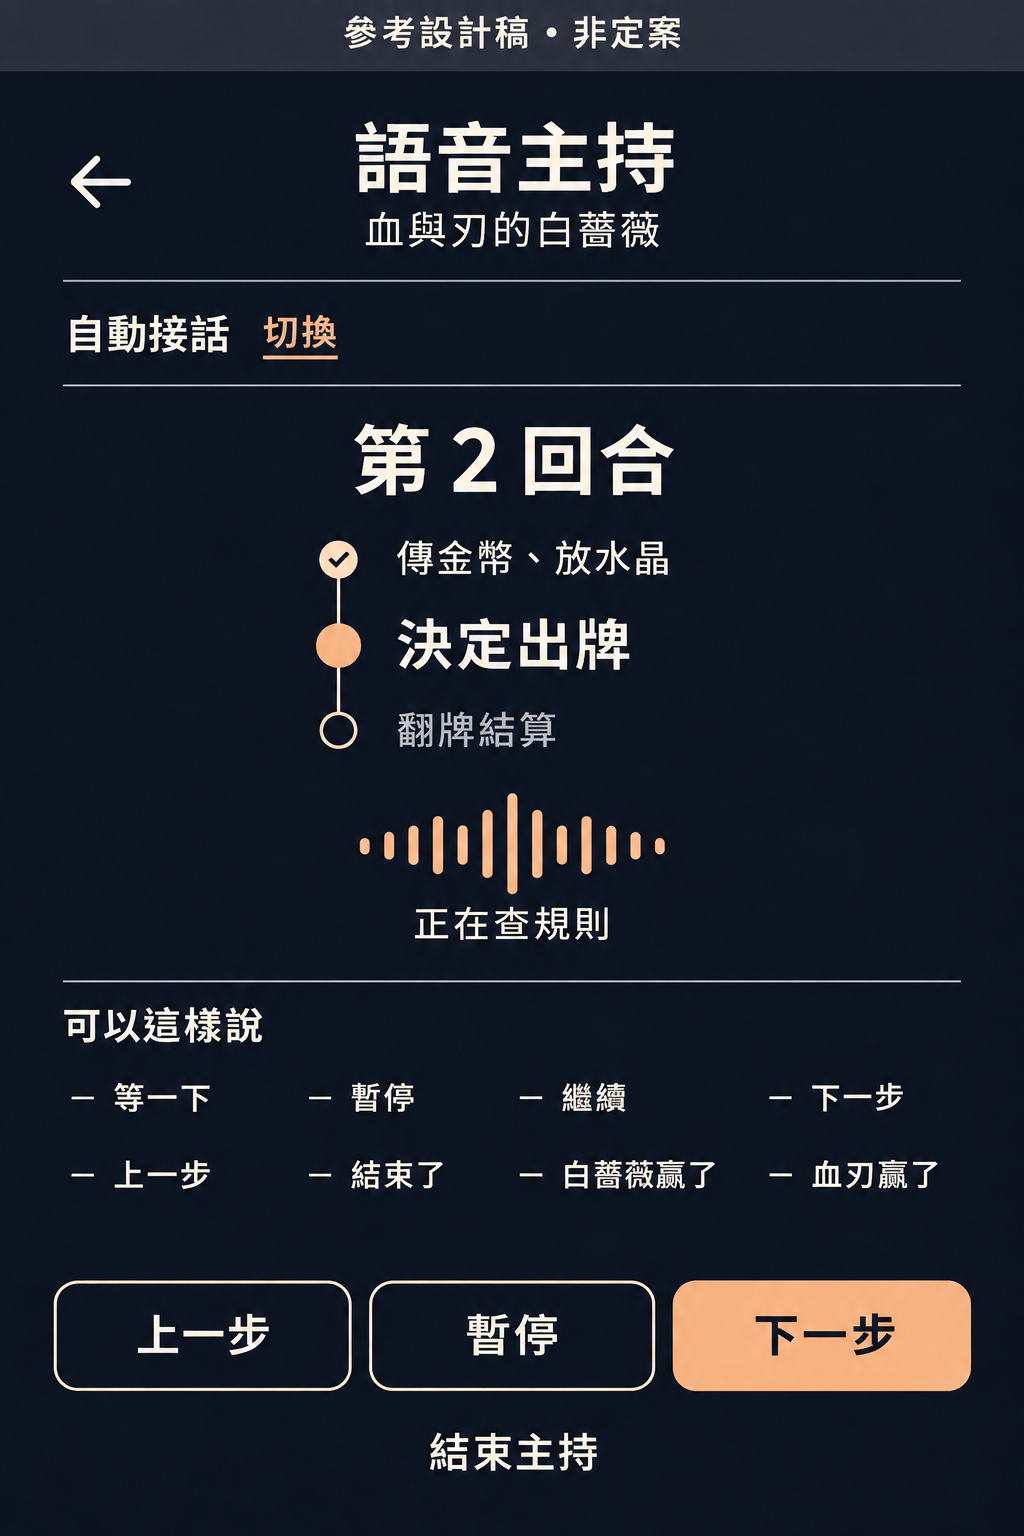 參考設計稿•非定案
語音主持
血與刃的白薔薇
自動接話 切換
第 2 回合
傳金幣、放水晶
決定出牌
翻牌結算
正在查規則
可以這樣說
— 等一下 — 暫停 — 繼續 — 下一步
— 上一步 — 結束了 — 白薔薇贏了 — 血刃贏了
上一步 暫停 下一步
結束主持